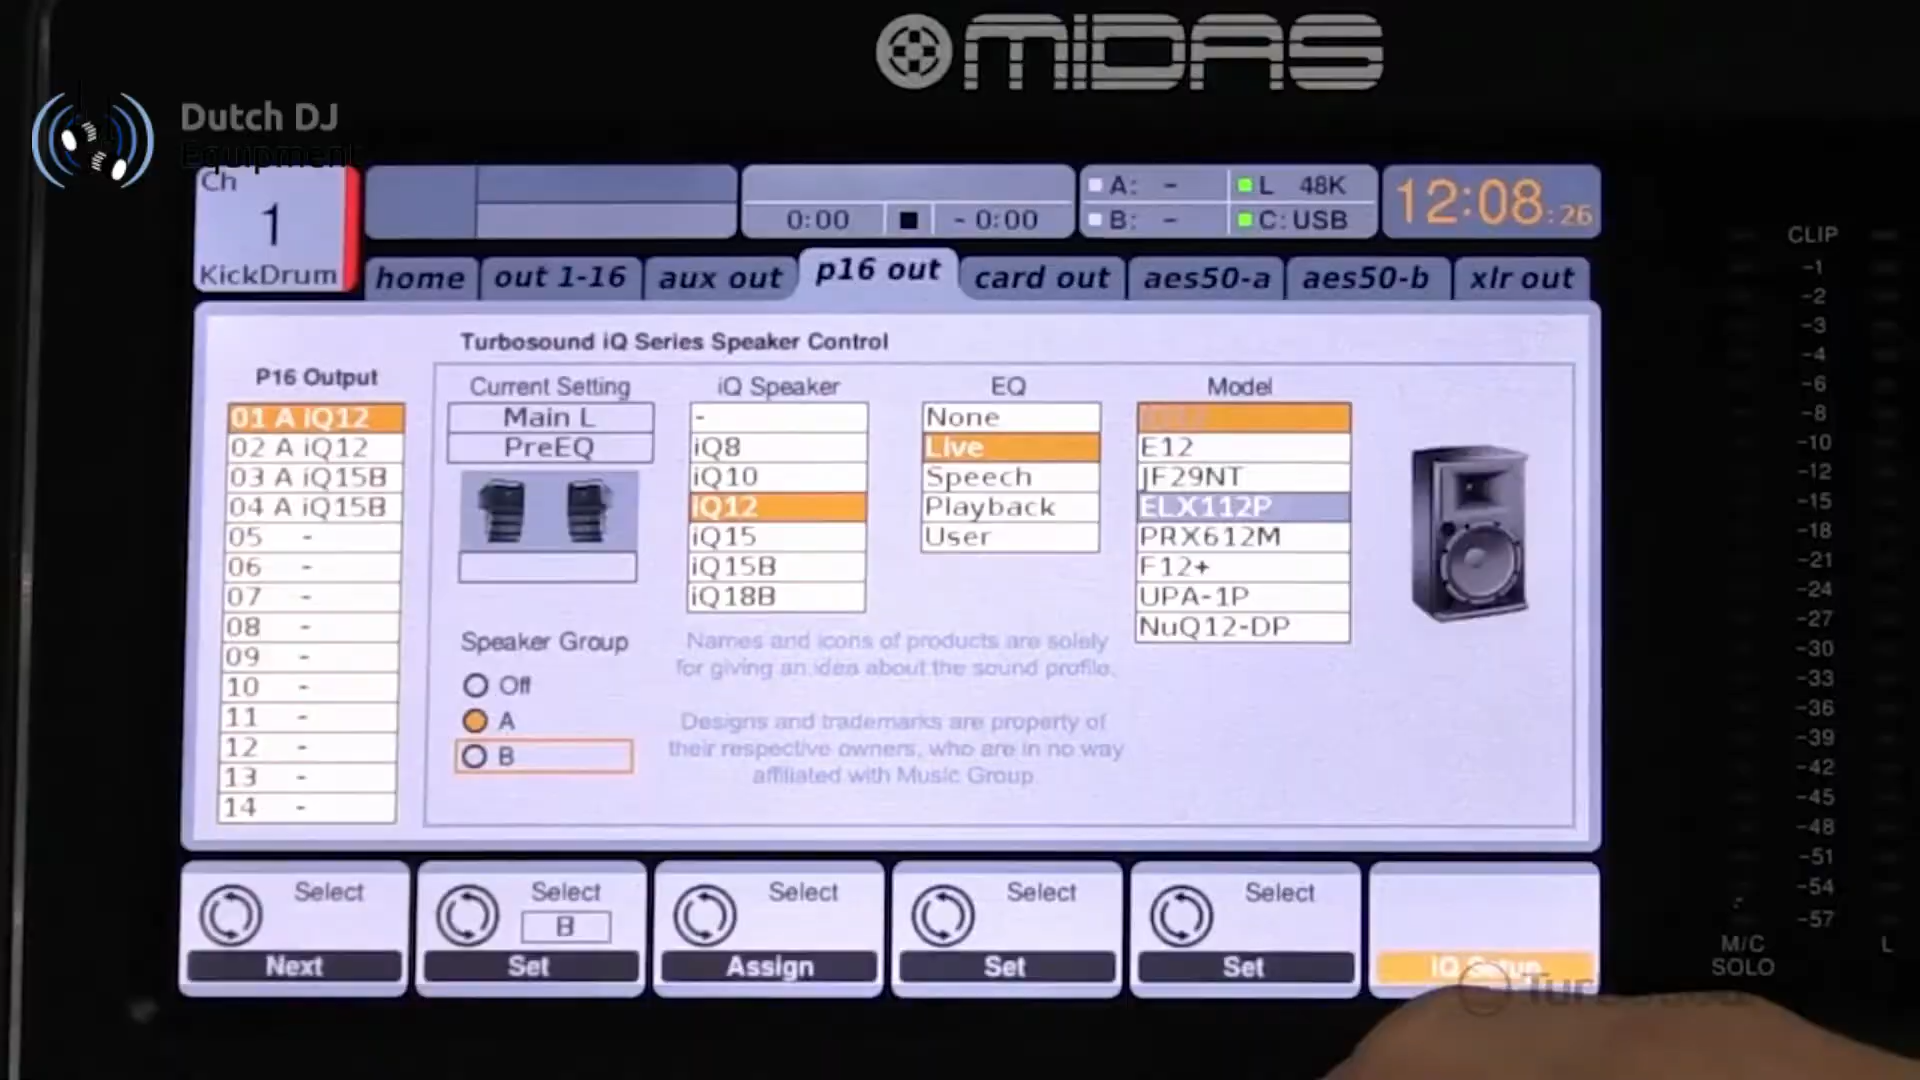 MIDAS
Dutch DJ
Equipment
Ch
1
KickDrum
0:00 - 0:00
A: - L 48K
B: - C: USB
12:08:26
home out 1-16 aux out p16 out card out aes50-a aes50-b xlr out
Turbosound iQ Series Speaker Control
P16 Output
01 A iQ12
02 A iQ12
03 A iQ15B
04 A iQ15B
05 -
06 -
07 -
08 -
09 -
10 -
11 -
12 -
13 -
14 -
Current Setting
Main L
PreEQ
Speaker Group
Off
A
B
iQ Speaker
-
iQ8
iQ10
iQ12
iQ15
iQ15B
iQ18B
EQ
None
Live
Speech
Playback
User
Model
E12
JF29NT
ELX112P
PRX612M
F12+
UPA-1P
NuQ12-DP
Names and icons of products are solely
for giving an idea about the sound profile.
Designs and trademarks are property of
their respective owners, who are in no way
affiliated with Music Group.
Select
Next
Select
B
Set
Select
Assign
Select
Set
Select
Set
iQ Setup
CLIP
-1
-2
-3
-4
-6
-8
-10
-12
-15
-18
-21
-24
-27
-30
-33
-36
-39
-42
-45
-48
-51
-54
-57
M/C
SOLO
L